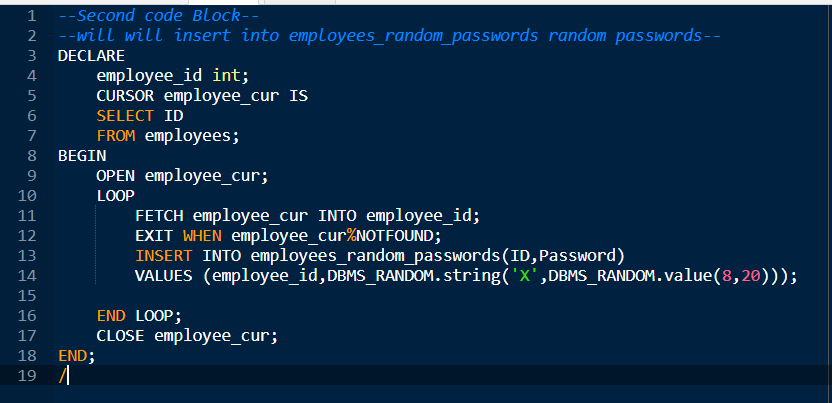 1 --Second code Block--
2 --will will insert into employees_random_passwords random passwords--
3 DECLARE
4     employee_id int;
5     CURSOR employee_cur IS
6     SELECT ID
7     FROM employees;
8 BEGIN
9     OPEN employee_cur;
10     LOOP
11         FETCH employee_cur INTO employee_id;
12         EXIT WHEN employee_cur%NOTFOUND;
13         INSERT INTO employees_random_passwords(ID,Password)
14         VALUES (employee_id,DBMS_RANDOM.string('X',DBMS_RANDOM.value(8,20)));
15
16     END LOOP;
17     CLOSE employee_cur;
18 END;
19 /